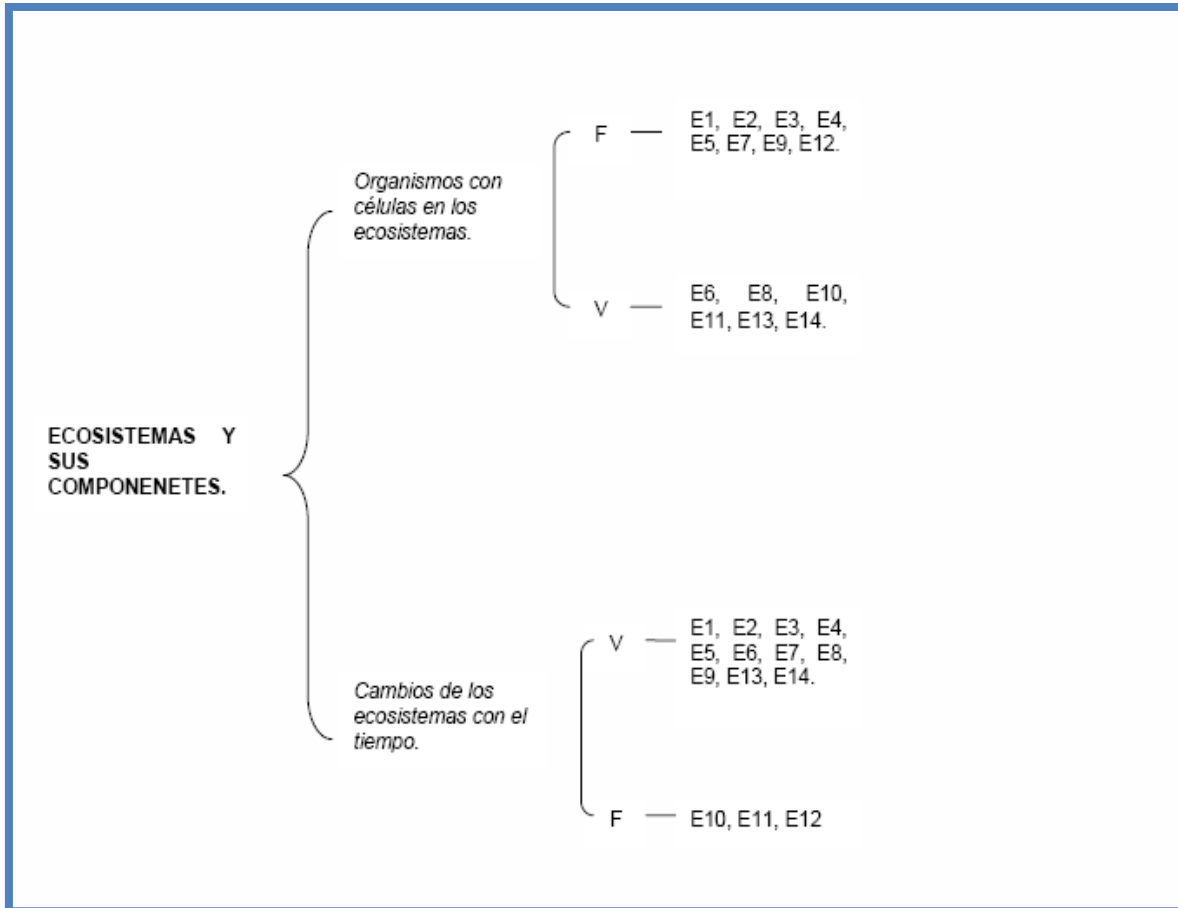 F
E1, E2, E3, E4,
E5, E7, E9, E12.
Organismos con
células en los
ecosistemas.
V
E6, E8, E10,
E11, E13, E14.
ECOSISTEMAS Y
SUS
COMPONENETES.
V
E1, E2, E3, E4,
E5, E6, E7, E8,
E9, E13, E14.
Cambios de los
ecosistemas con el
tiempo.
F
E10, E11, E12